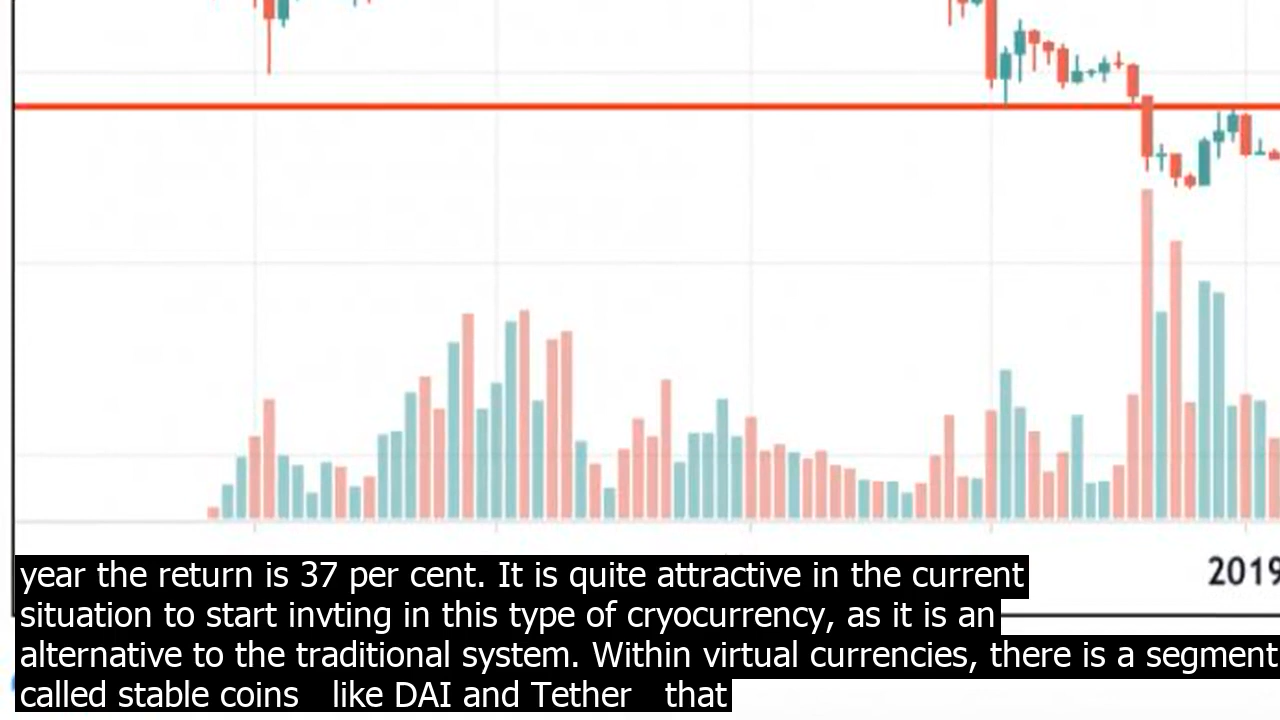 2019
year the return is 37 per cent. It is quite attractive in the current
situation to start invting in this type of cryocurrency, as it is an
alternative to the traditional system. Within virtual currencies, there is a segment
called stable coins like DAI and Tether that